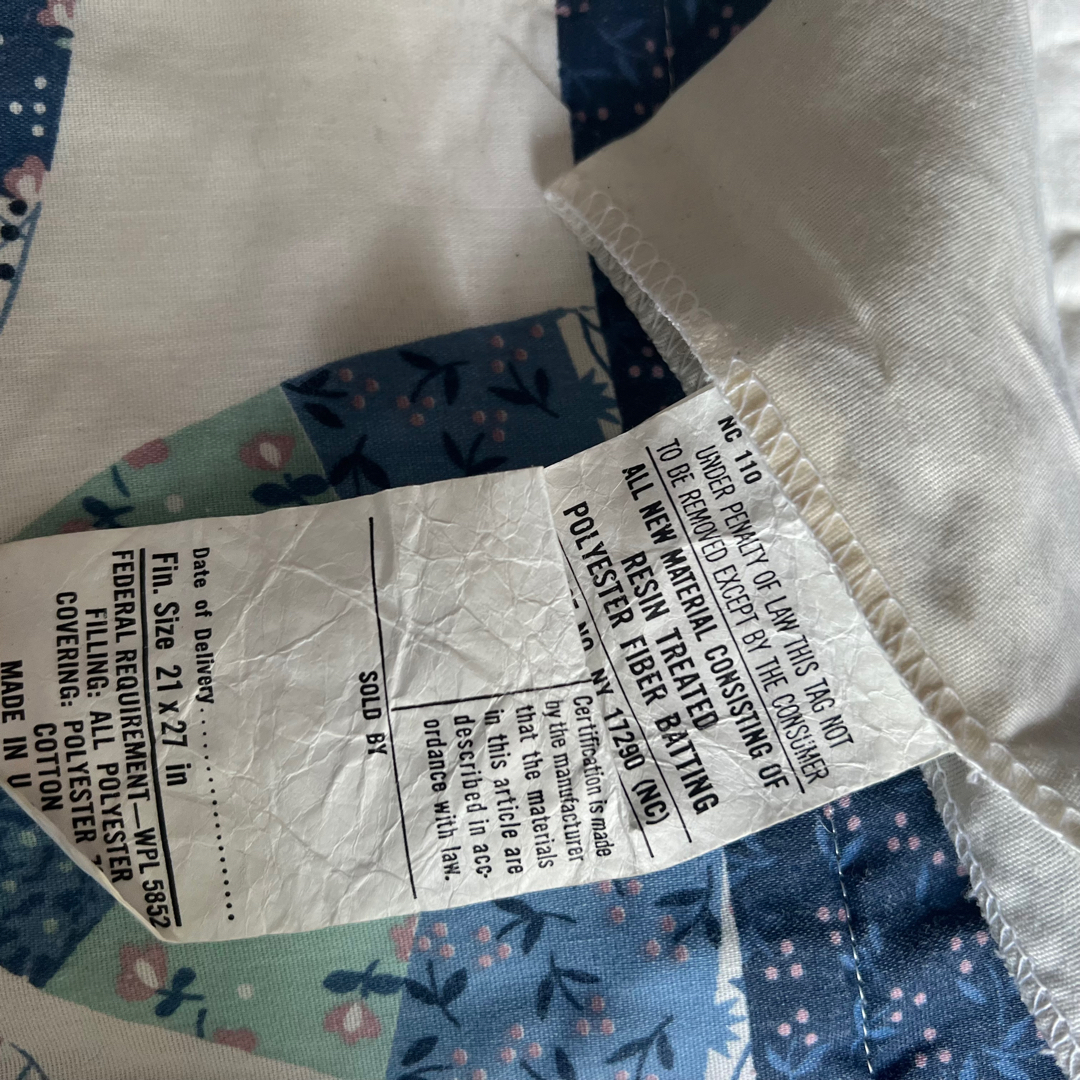 NC 110
UNDER PENALTY OF LAW THIS TAG NOT
TO BE REMOVED EXCEPT BY THE CONSUMER
ALL NEW MATERIAL CONSISTING OF
RESIN TREATED
POLYESTER FIBER BATTING
NO. NY 17290 (NC)
Certification is made
by the manufacturer
that the materials
in this article are
described in acc-
ordance with law.
SOLD BY
Date of Delivery..................
Fin. Size 21 x 27 in
FEDERAL REQUIREMENT—WPL 5852
FILLING: ALL POLYESTER
COVERING: POLYESTER
COTTON
MADE IN U